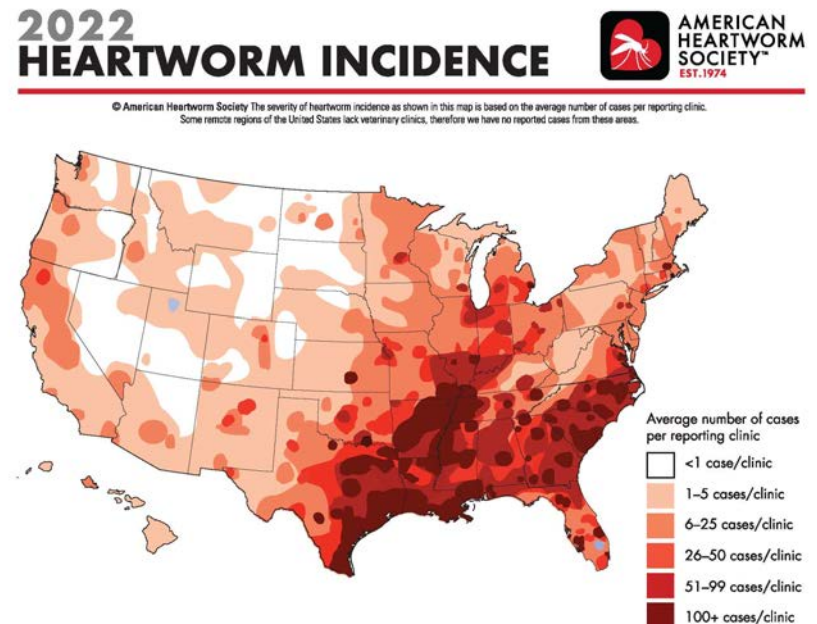 2022
HEARTWORM INCIDENCE
AMERICAN
HEARTWORM
SOCIETY™
EST.1974
© American Heartworm Society The severity of heartworm incidence as shown in this map is based on the average number of cases per reporting clinic.
Some remote regions of the United States lack veterinary clinics, therefore we have no reported cases from these areas.
Average number of cases
per reporting clinic
<1 case/clinic
1–5 cases/clinic
6–25 cases/clinic
26–50 cases/clinic
51–99 cases/clinic
100+ cases/clinic